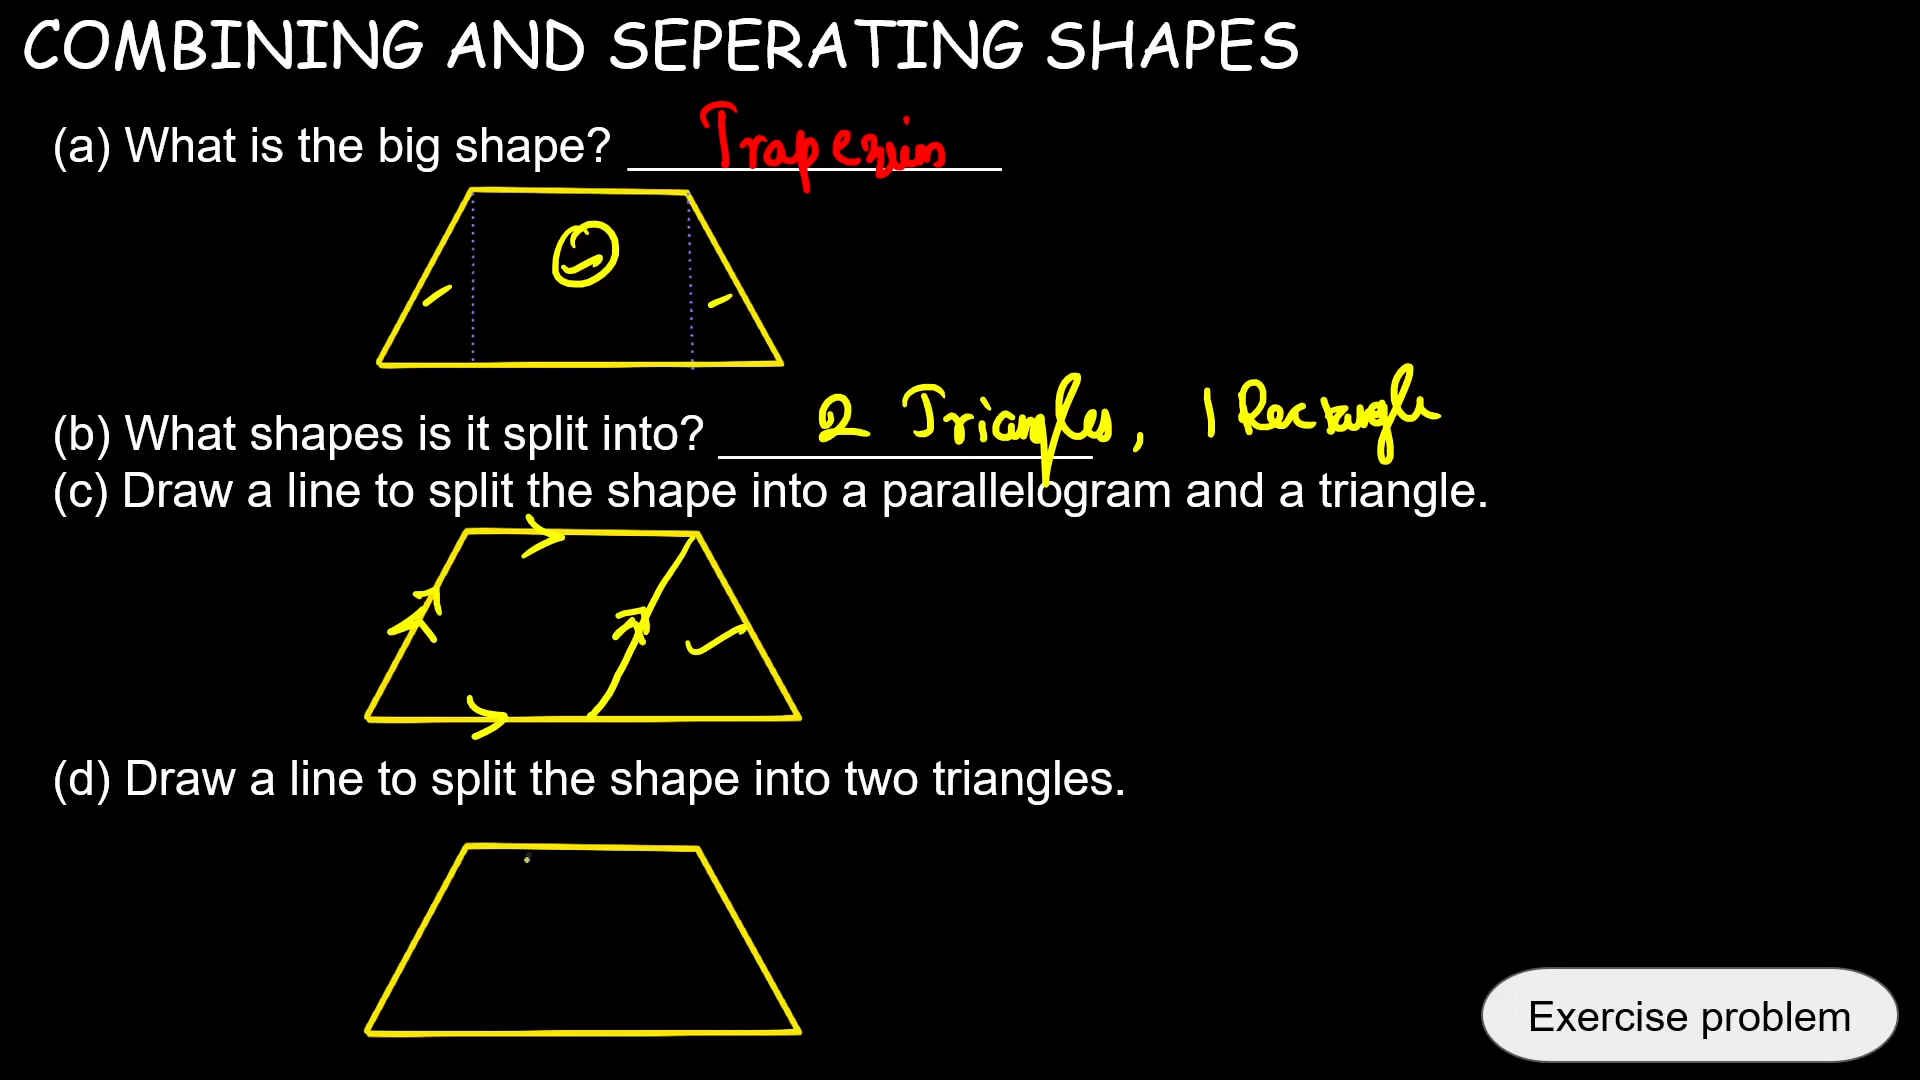 COMBINING AND SEPERATING SHAPES
(a) What is the big shape? Trapezium
(b) What shapes is it split into? 2 Triangles, 1 Rectangle
(c) Draw a line to split the shape into a parallelogram and a triangle.
(d) Draw a line to split the shape into two triangles.
Exercise problem